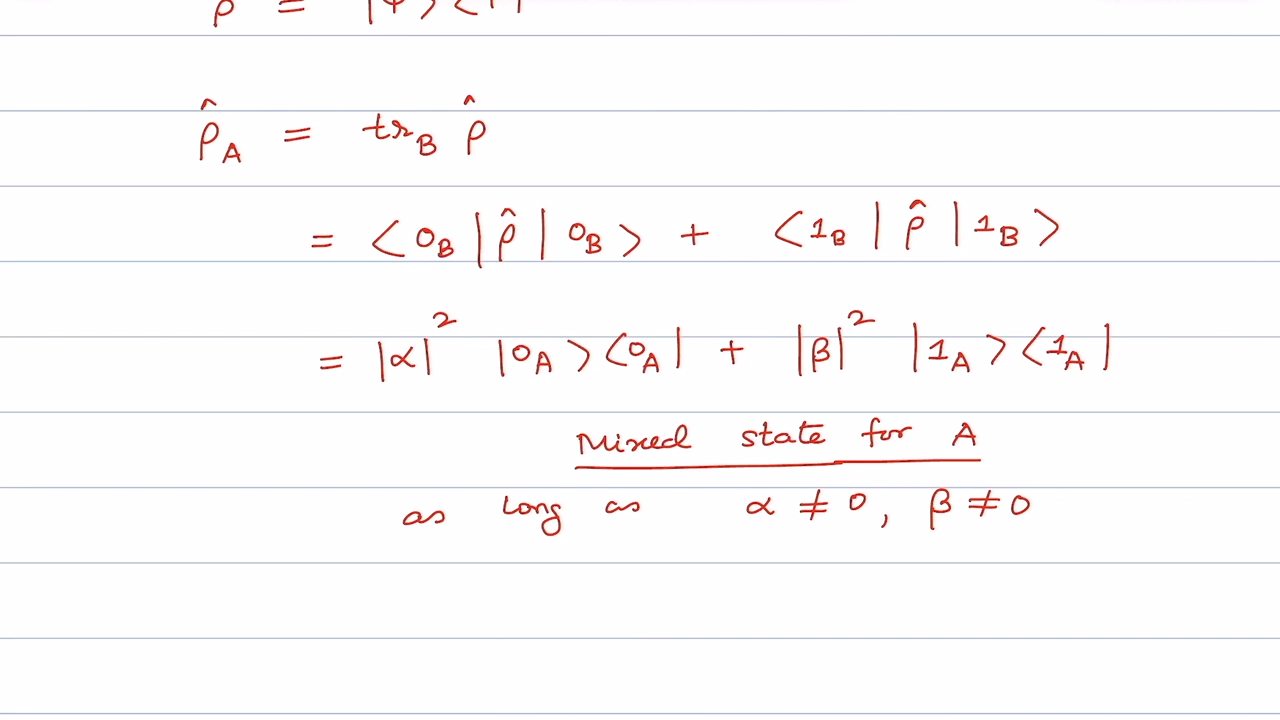 ρ̂ = |ψ⟩⟨ψ|
ρ̂_A = tr_B ρ̂
= ⟨0_B|ρ̂|0_B⟩ + ⟨1_B|ρ̂|1_B⟩
= |α|² |0_A⟩⟨0_A| + |β|² |1_A⟩⟨1_A|
Mixed state for A
as long as α ≠ 0, β ≠ 0